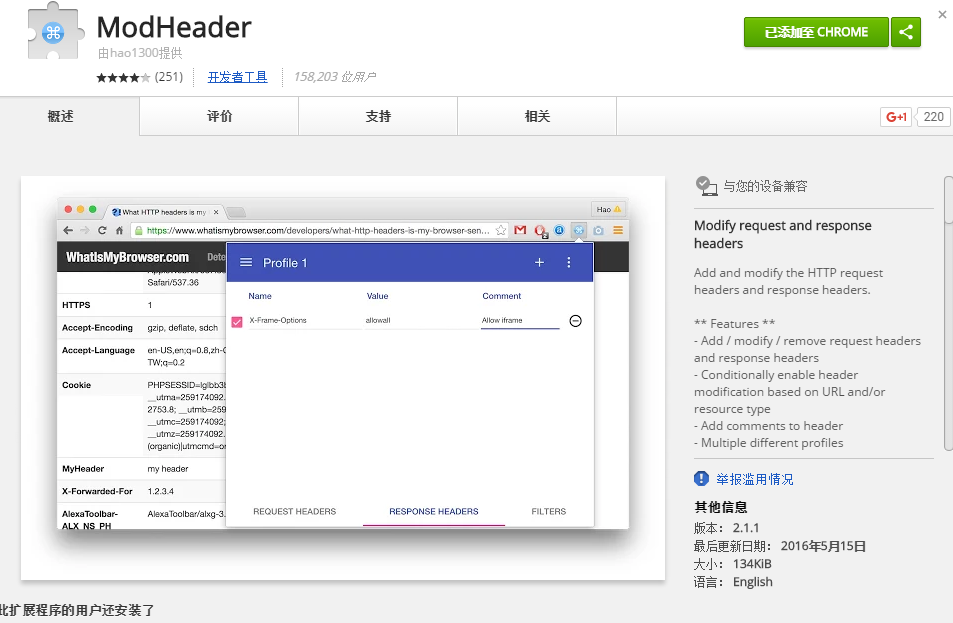 ModHeader
由hao1300提供
(251) 开发者工具 158,203 位用户
已添加至 CHROME
概述 评价 支持 相关
G+1 220
What HTTP headers is my
Hao
https://www.whatismybrowser.com/developers/what-http-headers-is-my-browser-sen...
WhatIsMyBrowser.com Dete
Safari/537.36
HTTPS 1
Accept-Encoding gzip, deflate, sdch
Accept-Language en-US,en;q=0.8,zh-
TW;q=0.2
Cookie PHPSESSID=lglbb3
__utma=259174092.
2753.8; __utmb=259
__utmc=259174092;
__utmz=259174092.
(organic)|utmcmd=or
MyHeader my header
X-Forwarded-For 1.2.3.4
AlexaToolbar- AlexaToolbar/alxg-3.
ALX_NS_PH
Profile 1
Name Value Comment
X-Frame-Options allowall Allow iframe
REQUEST HEADERS RESPONSE HEADERS FILTERS
与您的设备兼容
Modify request and response
headers
Add and modify the HTTP request
headers and response headers.
** Features **
- Add / modify / remove request headers
and response headers
- Conditionally enable header
modification based on URL and/or
resource type
- Add comments to header
- Multiple different profiles
举报滥用情况
其他信息
版本： 2.1.1
最后更新日期： 2016年5月15日
大小： 134KiB
语言： English
此扩展程序的用户还安装了